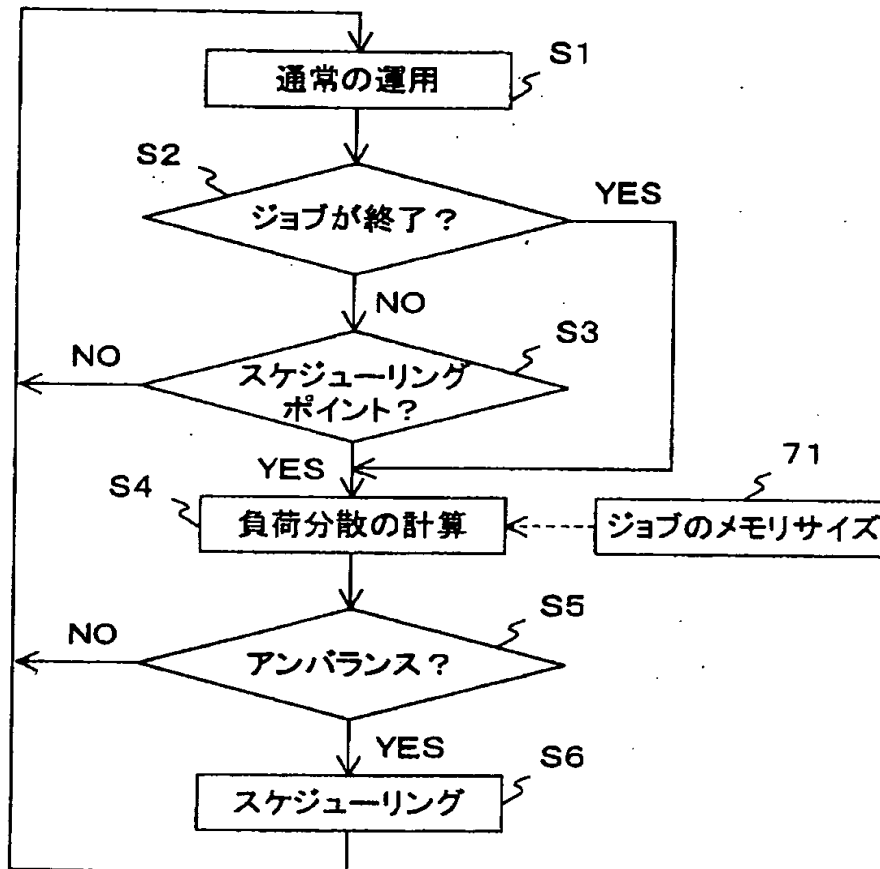 通常の運用
S1
S2
ジョブが終了?
YES
NO
S3
NO
スケジューリング
ポイント?
YES
S4
負荷分散の計算
71
ジョブのメモリサイズ
S5
NO
アンバランス?
YES
S6
スケジューリング